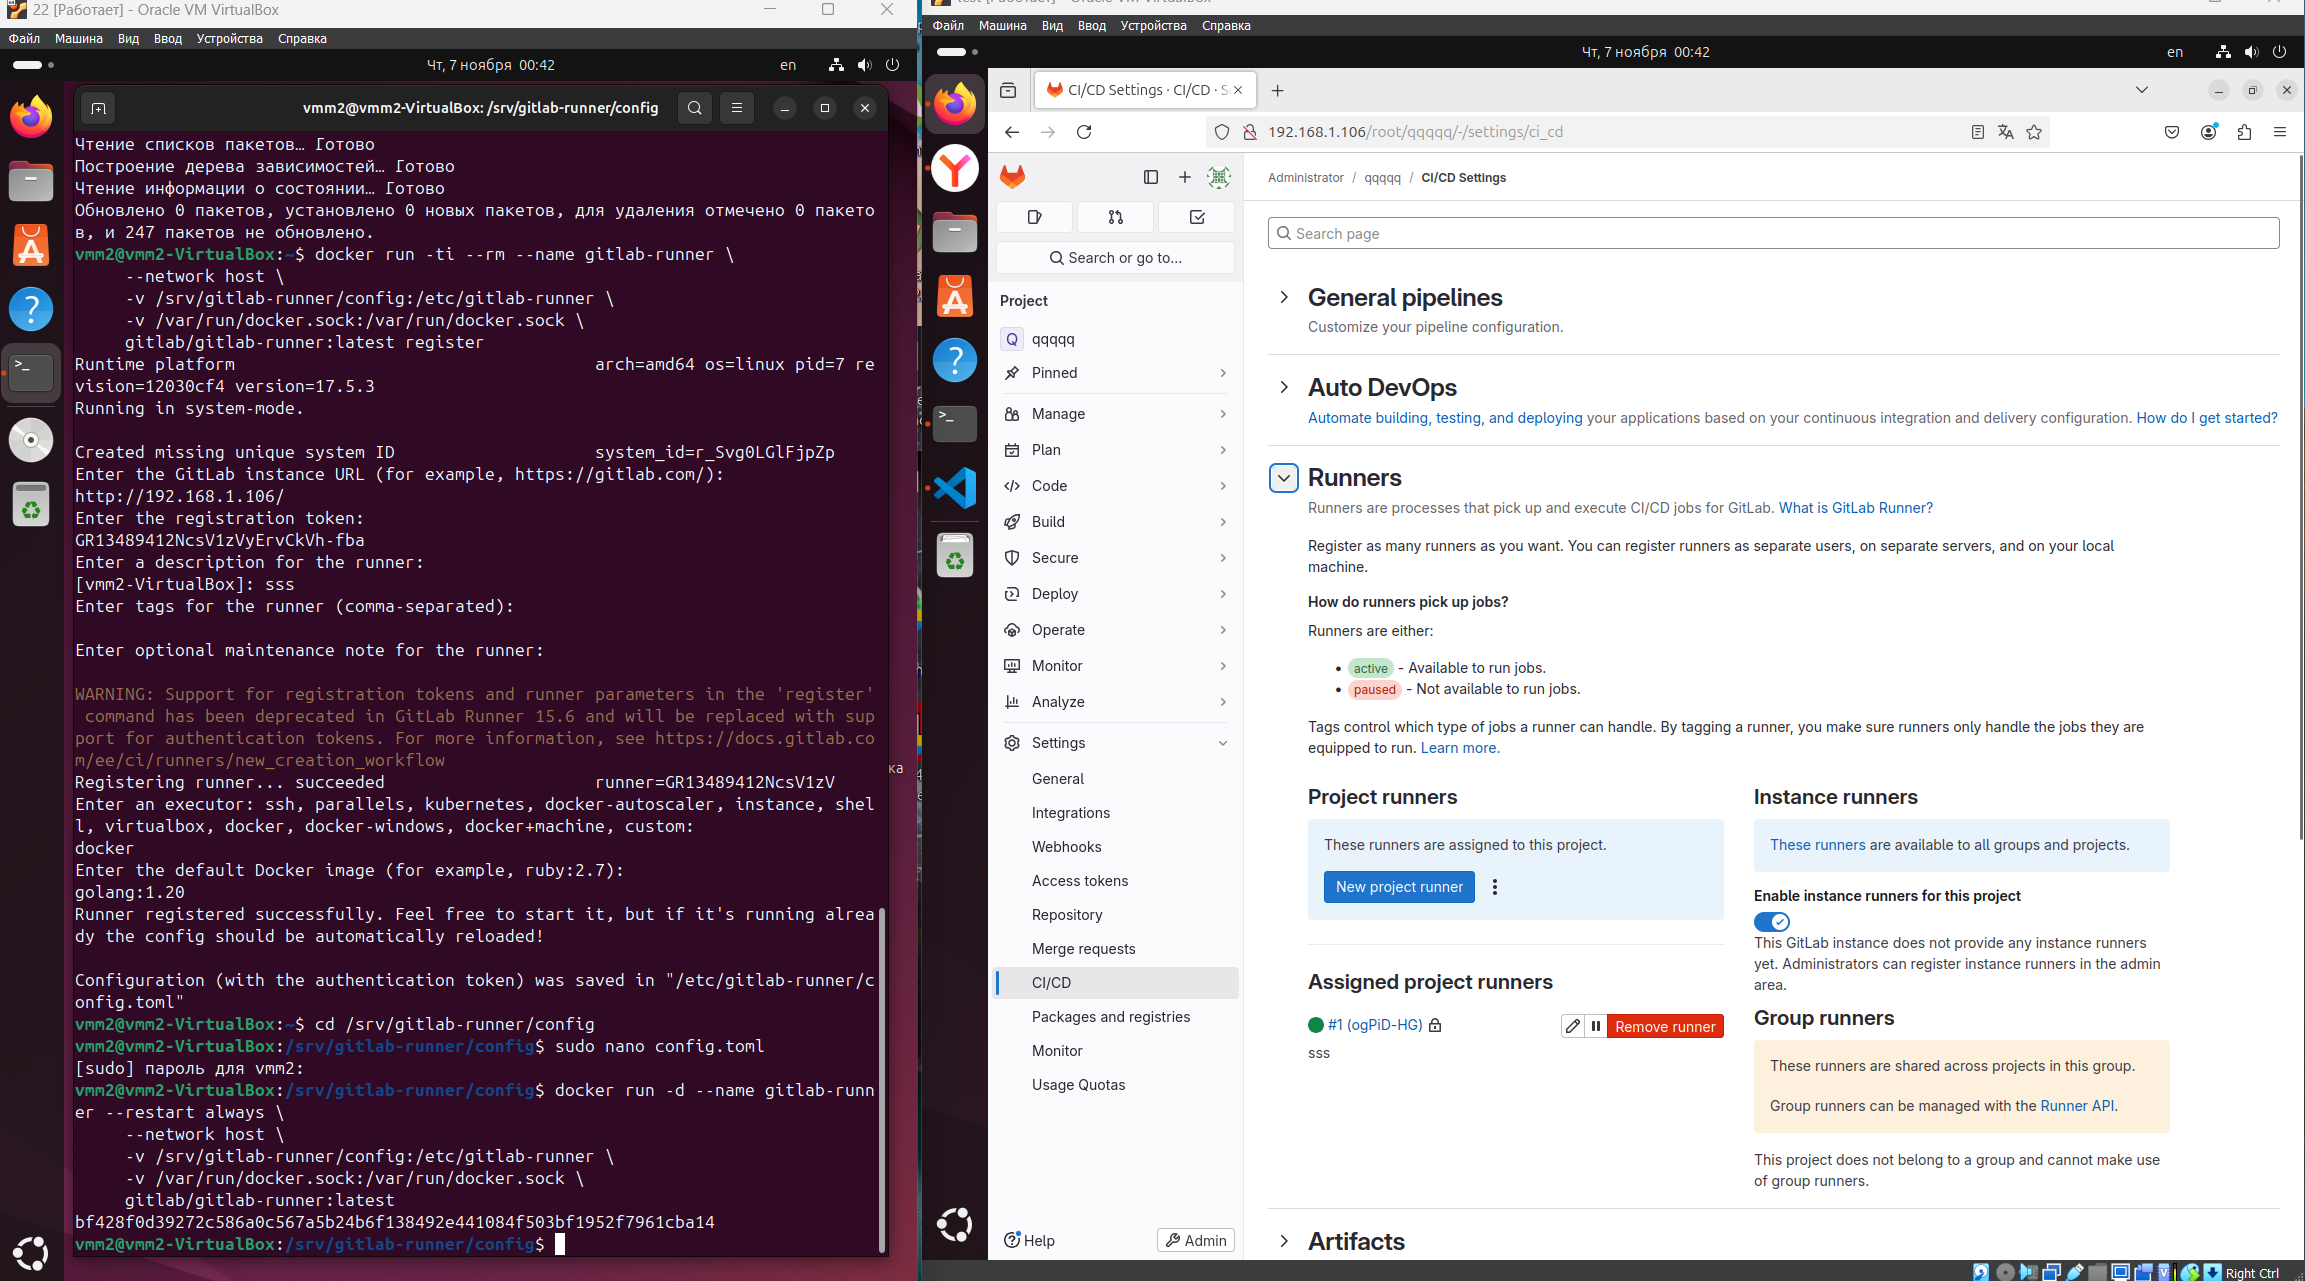 22 [Работает] - Oracle VM VirtualBox
Файл Машина Вид Ввод Устройства Справка
Чт, 7 ноября 00:42
en
vmm2@vmm2-VirtualBox: /srv/gitlab-runner/config
Чтение списков пакетов… Готово
Построение дерева зависимостей… Готово
Чтение информации о состоянии… Готово
Обновлено 0 пакетов, установлено 0 новых пакетов, для удаления отмечено 0 пакето
в, и 247 пакетов не обновлено.
vmm2@vmm2-VirtualBox:~$ docker run -ti --rm --name gitlab-runner \
--network host \
-v /srv/gitlab-runner/config:/etc/gitlab-runner \
-v /var/run/docker.sock:/var/run/docker.sock \
gitlab/gitlab-runner:latest register
Runtime platform arch=amd64 os=linux pid=7 re
vision=12030cf4 version=17.5.3
Running in system-mode.
Created missing unique system ID system_id=r_Svg0LGlFjpZp
Enter the GitLab instance URL (for example, https://gitlab.com/):
http://192.168.1.106/
Enter the registration token:
GR13489412NcsV1zVyErvCkVh-fba
Enter a description for the runner:
[vmm2-VirtualBox]: sss
Enter tags for the runner (comma-separated):
Enter optional maintenance note for the runner:
WARNING: Support for registration tokens and runner parameters in the 'register'
command has been deprecated in GitLab Runner 15.6 and will be replaced with sup
port for authentication tokens. For more information, see https://docs.gitlab.co
m/ee/ci/runners/new_creation_workflow
Registering runner... succeeded runner=GR13489412NcsV1zV
Enter an executor: ssh, parallels, kubernetes, docker-autoscaler, instance, shel
l, virtualbox, docker, docker-windows, docker+machine, custom:
docker
Enter the default Docker image (for example, ruby:2.7):
golang:1.20
Runner registered successfully. Feel free to start it, but if it's running alrea
dy the config should be automatically reloaded!
Configuration (with the authentication token) was saved in "/etc/gitlab-runner/c
onfig.toml"
vmm2@vmm2-VirtualBox:~$ cd /srv/gitlab-runner/config
vmm2@vmm2-VirtualBox:/srv/gitlab-runner/config$ sudo nano config.toml
[sudo] пароль для vmm2:
vmm2@vmm2-VirtualBox:/srv/gitlab-runner/config$ docker run -d --name gitlab-runn
er --restart always \
--network host \
-v /srv/gitlab-runner/config:/etc/gitlab-runner \
-v /var/run/docker.sock:/var/run/docker.sock \
gitlab/gitlab-runner:latest
bf428f0d39272c586a0c567a5b24b6f138492e441084f503bf1952f7961cba14
vmm2@vmm2-VirtualBox:/srv/gitlab-runner/config$
ка
Файл Машина Вид Ввод Устройства Справка
Чт, 7 ноября 00:42
en
CI/CD Settings · CI/CD · S
192.168.1.106/root/qqqqq/-/settings/ci_cd
Search or go to...
Project
Q qqqqq
Pinned
Manage
Plan
Code
Build
Secure
Deploy
Operate
Monitor
Analyze
Settings
General
Integrations
Webhooks
Access tokens
Repository
Merge requests
CI/CD
Packages and registries
Monitor
Usage Quotas
Help
Admin
Administrator / qqqqq / CI/CD Settings
Search page
General pipelines
Customize your pipeline configuration.
Auto DevOps
Automate building, testing, and deploying your applications based on your continuous integration and delivery configuration. How do I get started?
Runners
Runners are processes that pick up and execute CI/CD jobs for GitLab. What is GitLab Runner?
Register as many runners as you want. You can register runners as separate users, on separate servers, and on your local
machine.
How do runners pick up jobs?
Runners are either:
active - Available to run jobs.
paused - Not available to run jobs.
Tags control which type of jobs a runner can handle. By tagging a runner, you make sure runners only handle the jobs they are
equipped to run. Learn more.
Project runners
These runners are assigned to this project.
New project runner
Assigned project runners
#1 (ogPiD-HG)
Remove runner
sss
Instance runners
These runners are available to all groups and projects.
Enable instance runners for this project
This GitLab instance does not provide any instance runners
yet. Administrators can register instance runners in the admin
area.
Group runners
These runners are shared across projects in this group.
Group runners can be managed with the Runner API.
This project does not belong to a group and cannot make use
of group runners.
Artifacts
Right Ctrl